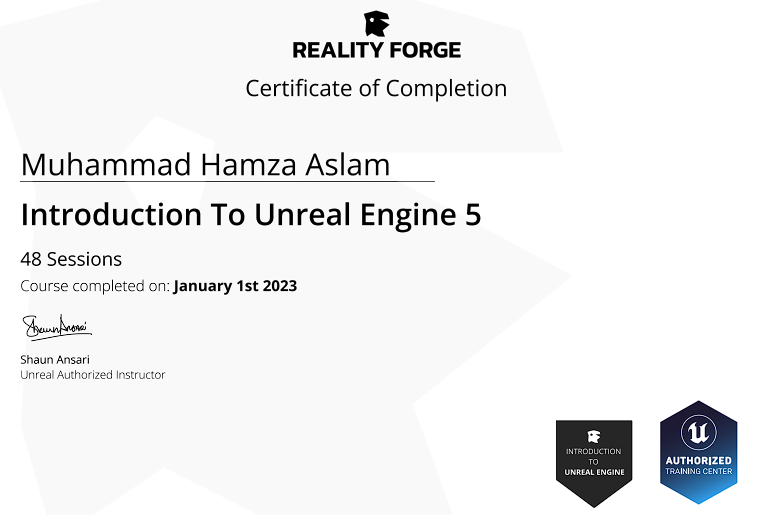 REALITY FORGE
Certificate of Completion
Muhammad Hamza Aslam
Introduction To Unreal Engine 5
48 Sessions
Course completed on: January 1st 2023
Shaun Ansari
Shaun Ansari
Unreal Authorized Instructor
INTRODUCTION
TO
UNREAL ENGINE
AUTHORIZED
TRAINING CENTER